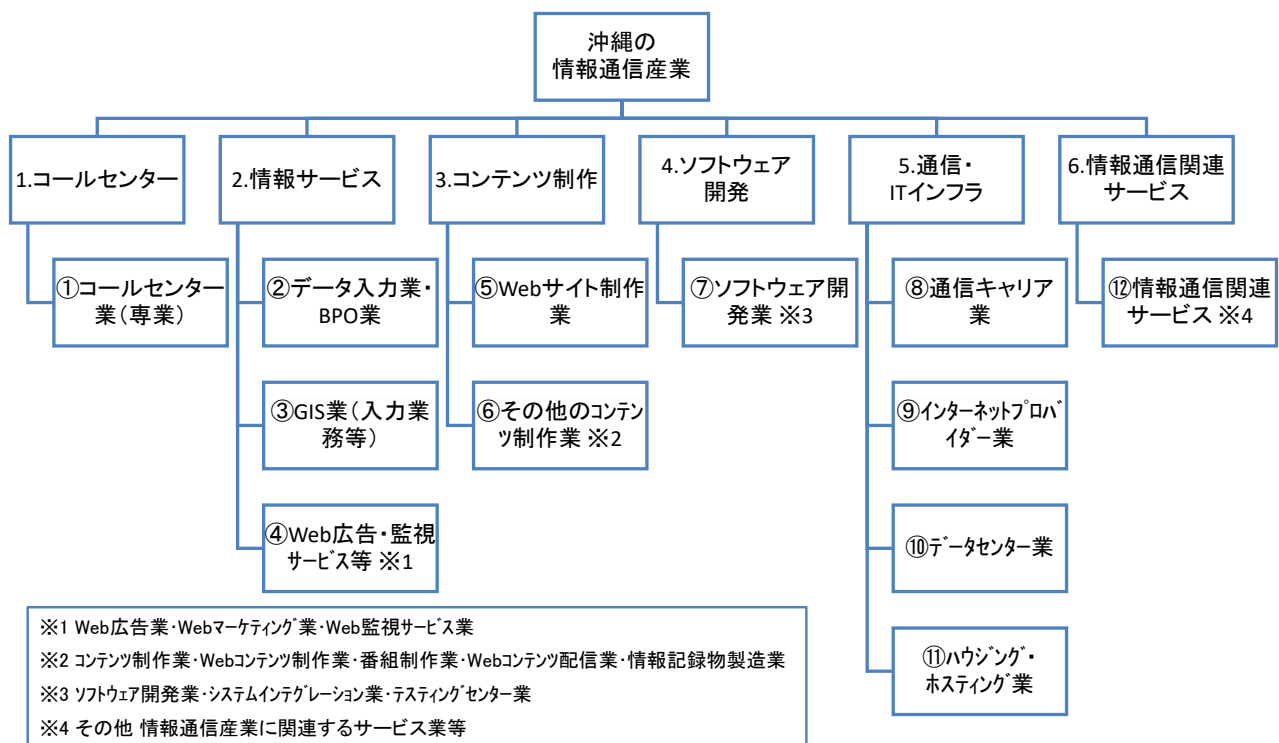 沖縄の
情報通信産業
1.コールセンター
2.情報サービス
3.コンテンツ制作
4.ソフトウェア
開発
5.通信・
ITインフラ
6.情報通信関連
サービス
①コールセンター
業(専業)
②データ入力業・
BPO業
③GIS業(入力業
務等)
④Web広告・監視
サービス等 ※1
⑤Webサイト制作
業
⑥その他のコンテン
ツ制作業 ※2
⑦ソフトウェア開
発業 ※3
⑧通信キャリア
業
⑨インターネットプロバ
イダー業
⑩データセンター業
⑪ハウジング・
ホスティング業
⑫情報通信関連
サービス ※4
※1 Web広告業・Webマーケティング業・Web監視サービス業
※2 コンテンツ制作業・Webコンテンツ制作業・番組制作業・Webコンテンツ配信業・情報記録物製造業
※3 ソフトウェア開発業・システムインテグレーション業・テスティングセンター業
※4 その他 情報通信産業に関連するサービス業等